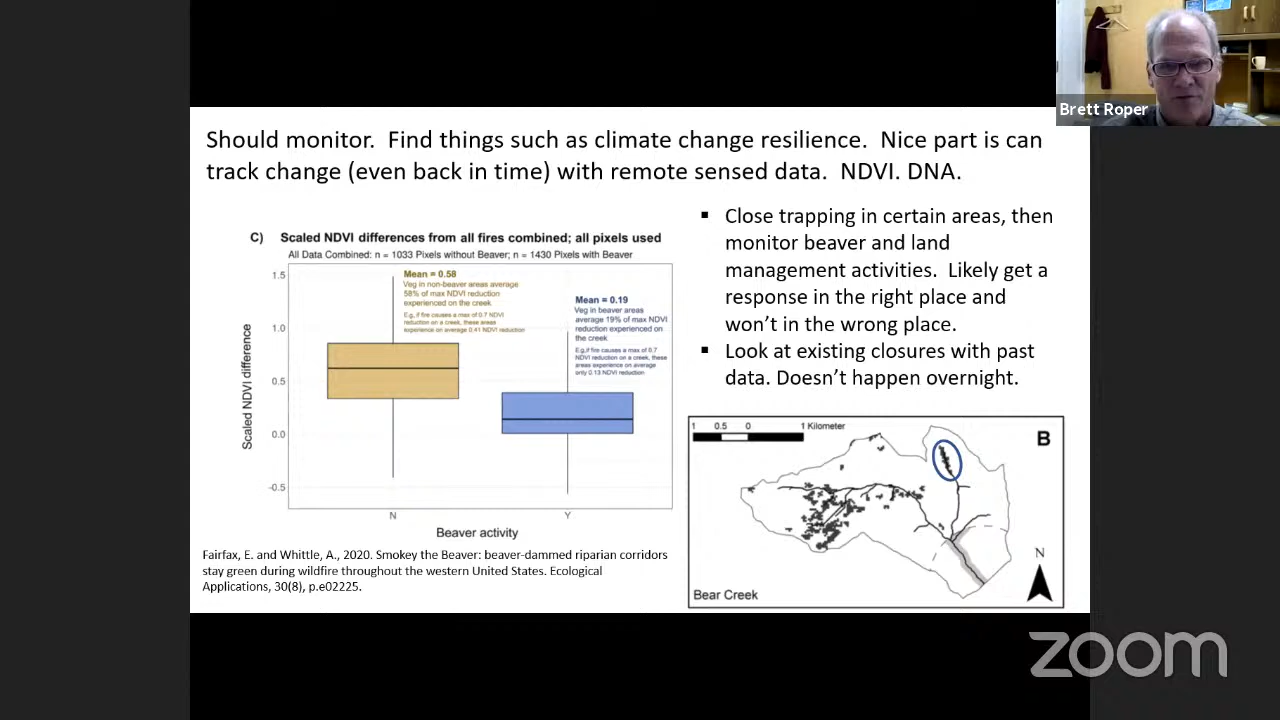 Brett Roper
Should monitor.  Find things such as climate change resilience.  Nice part is can
track change (even back in time) with remote sensed data.  NDVI. DNA.
C) Scaled NDVI differences from all fires combined; all pixels used
All Data Combined: n = 1033 Pixels without Beaver; n = 1430 Pixels with Beaver
Scaled NDVI difference
1.5
1.0
0.5
0.0
-0.5
Mean = 0.58
Veg in non-beaver areas average
58% of max NDVI reduction
experienced on the creek
E.g, if fire causes a max of 0.7 NDVI
reduction on a creek, these areas
experience on average 0.41 NDVI reduction
Mean = 0.19
Veg in beaver areas
average 19% of max NDVI
reduction experienced on
the creek
E.g, if fire causes a max of 0.7
NDVI reduction on a creek, these
areas experience on average
only 0.13 NDVI reduction
N
Y
Beaver activity
Fairfax, E. and Whittle, A., 2020. Smokey the Beaver: beaver-dammed riparian corridors
stay green during wildfire throughout the western United States. Ecological
Applications, 30(8), p.e02225.
▪ Close trapping in certain areas, then
monitor beaver and land
management activities.  Likely get a
response in the right place and
won't in the wrong place.
▪ Look at existing closures with past
data. Doesn't happen overnight.
1 0.5 0 1 Kilometer
B
N
Bear Creek
zoom